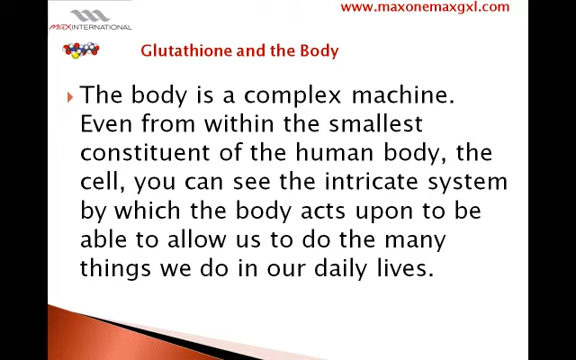 www.maxonemaxgxl.com
MAXINTERNATIONAL
Glutathione and the Body
The body is a complex machine.
Even from within the smallest
constituent of the human body, the
cell, you can see the intricate system
by which the body acts upon to be
able to allow us to do the many
things we do in our daily lives.